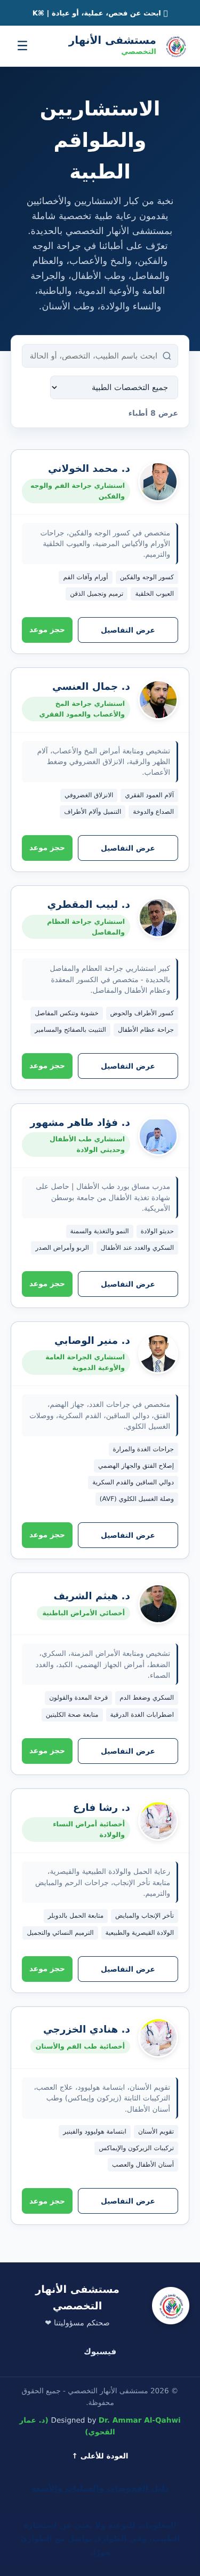 ابحث عن فحص، عملية، أو عيادة | ⌘K
مستشفى الأنهار
التخصصي
☰
الاستشاريين
والطواقم
الطبية
نخبة من كبار الاستشاريين والأخصائيين
يقدمون رعاية طبية تخصصية شاملة
بمستشفى الأنهار التخصصي بالحديدة.
تعرّف على أطبائنا في جراحة الوجه
والفكين، والمخ والأعصاب، والعظام
والمفاصل، وطب الأطفال، والجراحة
العامة والأوعية الدموية، والباطنية،
والنساء والولادة، وطب الأسنان.
ابحث باسم الطبيب، التخصص، أو الحالة
جميع التخصصات الطبية
عرض 8 أطباء
د. محمد الخولاني
استشاري جراحة الفم والوجه
والفكين
متخصص في كسور الوجه والفكين، جراحات
الأورام والأكياس المرضية، والعيوب الخلقية
والترميم.
كسور الوجه والفكين
أورام وآفات الفم
العيوب الخلقية
ترميم وتجميل الذقن
عرض التفاصيل
حجز موعد
د. جمال العنسي
استشاري جراحة المخ
والأعصاب والعمود الفقري
تشخيص ومتابعة أمراض المخ والأعصاب، آلام
الظهر والرقبة، الانزلاق الغضروفي وضغط
الأعصاب.
آلام العمود الفقري
الانزلاق الغضروفي
الصداع والدوخة
التنميل وآلام الأطراف
عرض التفاصيل
حجز موعد
د. لبيب المقطري
استشاري جراحة العظام
والمفاصل
كبير استشاريي جراحة العظام والمفاصل
بالحديدة - متخصص في الكسور المعقدة
وعظام الأطفال والمفاصل.
كسور الأطراف والحوض
خشونة وتنكس المفاصل
جراحة عظام الأطفال
التثبيت بالصفائح والمسامير
عرض التفاصيل
حجز موعد
د. فؤاد طاهر مشهور
استشاري طب الأطفال
وحديثي الولادة
مدرب مساق بورد طب الأطفال | حاصل على
شهادة تغذية الأطفال من جامعة بوسطن
الأمريكية.
حديثو الولادة
النمو والتغذية والسمنة
السكري والغدد عند الأطفال
الربو وأمراض الصدر
عرض التفاصيل
حجز موعد
د. منير الوصابي
استشاري الجراحة العامة
والأوعية الدموية
متخصص في جراحات الغدد، جهاز الهضم،
الفتق، دوالي الساقين، القدم السكرية، ووصلات
الغسيل الكلوي.
جراحات الغدة والمرارة
إصلاح الفتق والجهاز الهضمي
دوالي الساقين والقدم السكرية
وصلة الغسيل الكلوي (AVF)
عرض التفاصيل
حجز موعد
د. هيثم الشريف
أخصائي الأمراض الباطنية
تشخيص ومتابعة الأمراض المزمنة، السكري،
الضغط، أمراض الجهاز الهضمي، الكبد، والغدد
الصماء.
السكري وضغط الدم
قرحة المعدة والقولون
اضطرابات الغدة الدرقية
متابعة صحة الكليتين
عرض التفاصيل
حجز موعد
د. رشا فارع
أخصائية أمراض النساء
والولادة
رعاية الحمل والولادة الطبيعية والقيصرية،
متابعة تأخر الإنجاب، جراحات الرحم والمبايض
والترميم.
تأخر الإنجاب والمبايض
متابعة الحمل بالدوبلر
الولادة القيصرية والطبيعية
الترميم النسائي والتجميل
عرض التفاصيل
حجز موعد
د. هنادي الخزرجي
أخصائية طب الفم والأسنان
تقويم الأسنان، ابتسامة هوليوود، علاج العصب،
التركيبات الثابتة (زيركون وإيماكس) وطب
أسنان الأطفال.
تقويم الأسنان
ابتسامة هوليوود والفينير
تركيبات الزيركون والإيماكس
أسنان الأطفال والعصب
عرض التفاصيل
حجز موعد
مستشفى الأنهار
التخصصي
صحتكم مسؤوليتنا ❤
فيسبوك
© 2026 مستشفى الأنهار التخصصي - جميع الحقوق
محفوظة.
Designed by Dr. Ammar Al-Qahwi (د. عمار
القحوي)
العودة للأعلى ↑